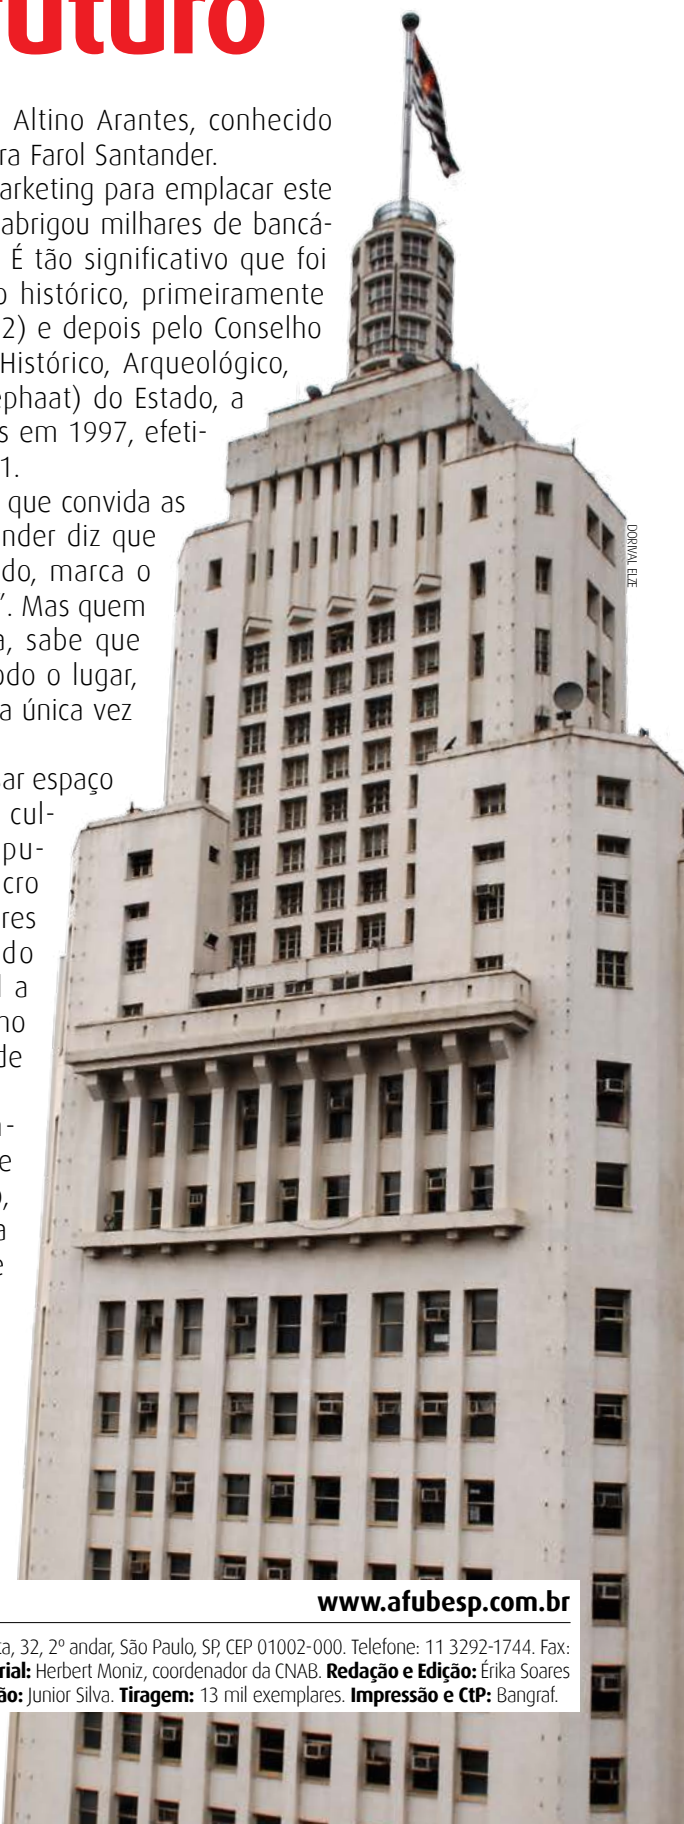 futuro
Altino Arantes, conhecido
ra Farol Santander.
arketing para emplacar este
abrigou milhares de bancá-
É tão significativo que foi
o histórico, primeiramente
2) e depois pelo Conselho
Histórico, Arqueológico,
ephaat) do Estado, a
s em 1997, efeti-
1.
que convida as
nder diz que
do, marca o
”. Mas quem
a, sabe que
odo o lugar,
a única vez
ar espaço
cul-
pu-
cro
res
do
l a
no
de
-
e
o,
a
e
DORIVAL ELZE
www.afubesp.com.br
ta, 32, 2º andar, São Paulo, SP, CEP 01002-000. Telefone: 11 3292-1744. Fax:
rial: Herbert Moniz, coordenador da CNAB. Redação e Edição: Érika Soares
ão: Junior Silva. Tiragem: 13 mil exemplares. Impressão e CtP: Bangraf.